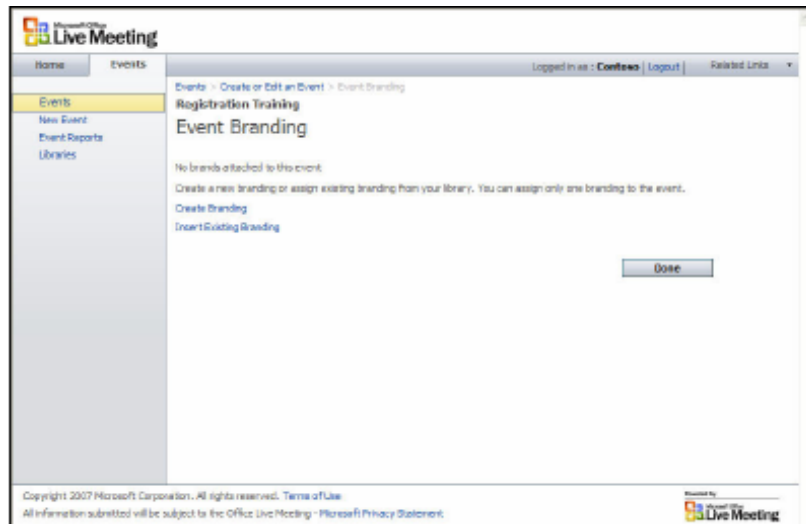 Microsoft Office
Live Meeting
Home Events Logged in as : Contoso | Logout | Related Links
Events > Create or Edit an Event > Event Branding
Events
Registration Training
New Event
Event Branding
Event Reports
Libraries
No brands attached to this event
Create a new branding or assign existing branding from your library. You can assign only one branding to the event.
Create Branding
Insert Existing Branding
Done
Copyright 2007 Microsoft Corporation. All rights reserved. Terms of Use
All information submitted will be subject to the Office Live Meeting - Microsoft Privacy Statement
Powered by
Microsoft Office
Live Meeting